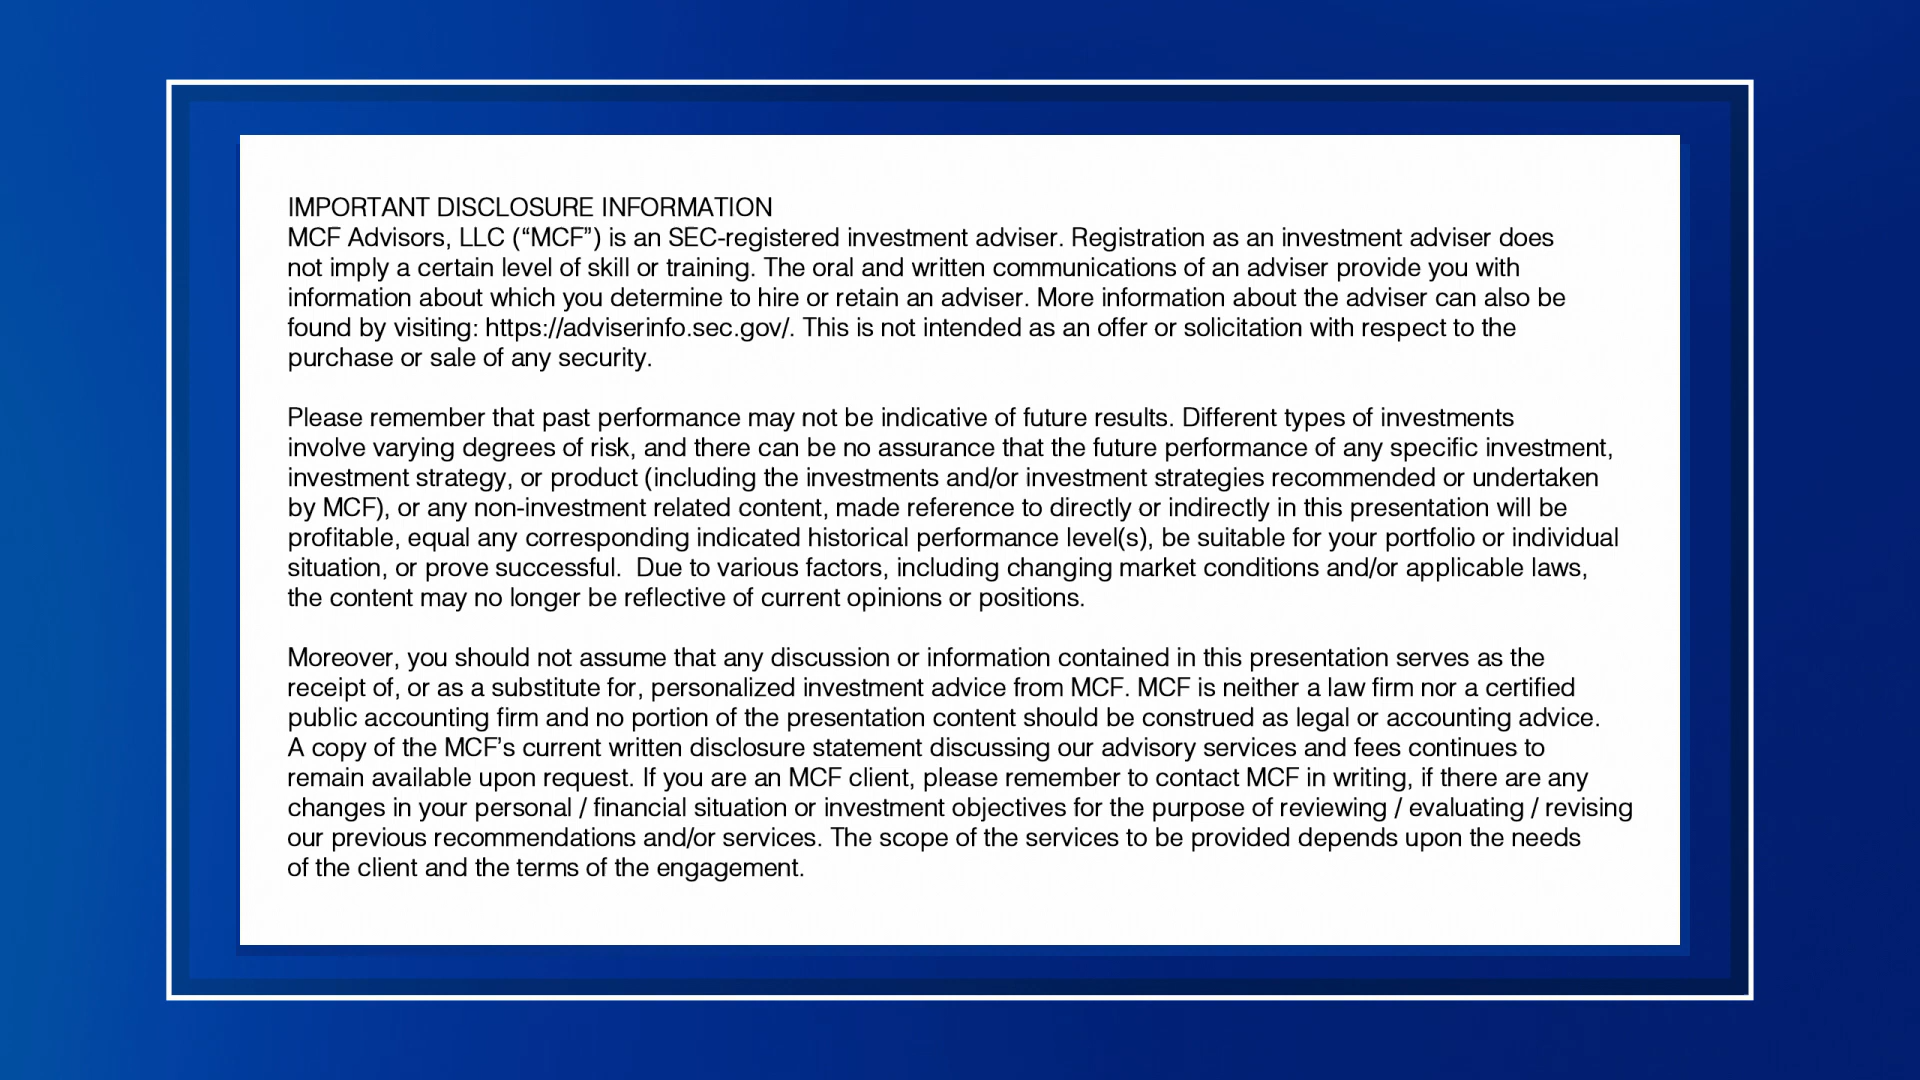 IMPORTANT DISCLOSURE INFORMATION
MCF Advisors, LLC (“MCF”) is an SEC-registered investment adviser. Registration as an investment adviser does
not imply a certain level of skill or training. The oral and written communications of an adviser provide you with
information about which you determine to hire or retain an adviser. More information about the adviser can also be
found by visiting: https://adviserinfo.sec.gov/. This is not intended as an offer or solicitation with respect to the
purchase or sale of any security.
Please remember that past performance may not be indicative of future results. Different types of investments
involve varying degrees of risk, and there can be no assurance that the future performance of any specific investment,
investment strategy, or product (including the investments and/or investment strategies recommended or undertaken
by MCF), or any non-investment related content, made reference to directly or indirectly in this presentation will be
profitable, equal any corresponding indicated historical performance level(s), be suitable for your portfolio or individual
situation, or prove successful.  Due to various factors, including changing market conditions and/or applicable laws,
the content may no longer be reflective of current opinions or positions.
Moreover, you should not assume that any discussion or information contained in this presentation serves as the
receipt of, or as a substitute for, personalized investment advice from MCF. MCF is neither a law firm nor a certified
public accounting firm and no portion of the presentation content should be construed as legal or accounting advice.
A copy of the MCF’s current written disclosure statement discussing our advisory services and fees continues to
remain available upon request. If you are an MCF client, please remember to contact MCF in writing, if there are any
changes in your personal / financial situation or investment objectives for the purpose of reviewing / evaluating / revising
our previous recommendations and/or services. The scope of the services to be provided depends upon the needs
of the client and the terms of the engagement.